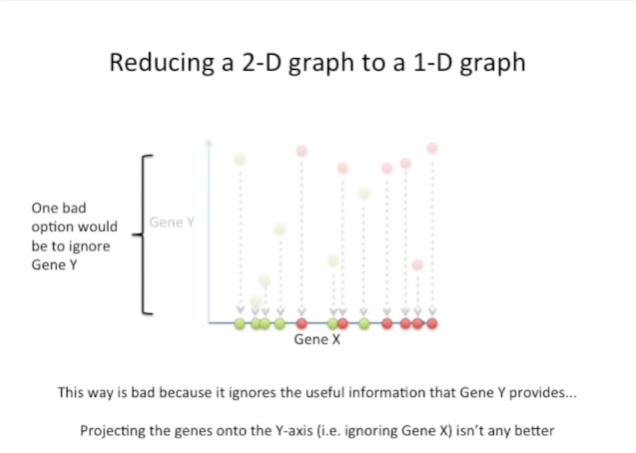 Reducing a 2-D graph to a 1-D graph
One bad
option would
be to ignore
Gene Y
Gene Y
Gene X
This way is bad because it ignores the useful information that Gene Y provides...
Projecting the genes onto the Y-axis (i.e. ignoring Gene X) isn't any better